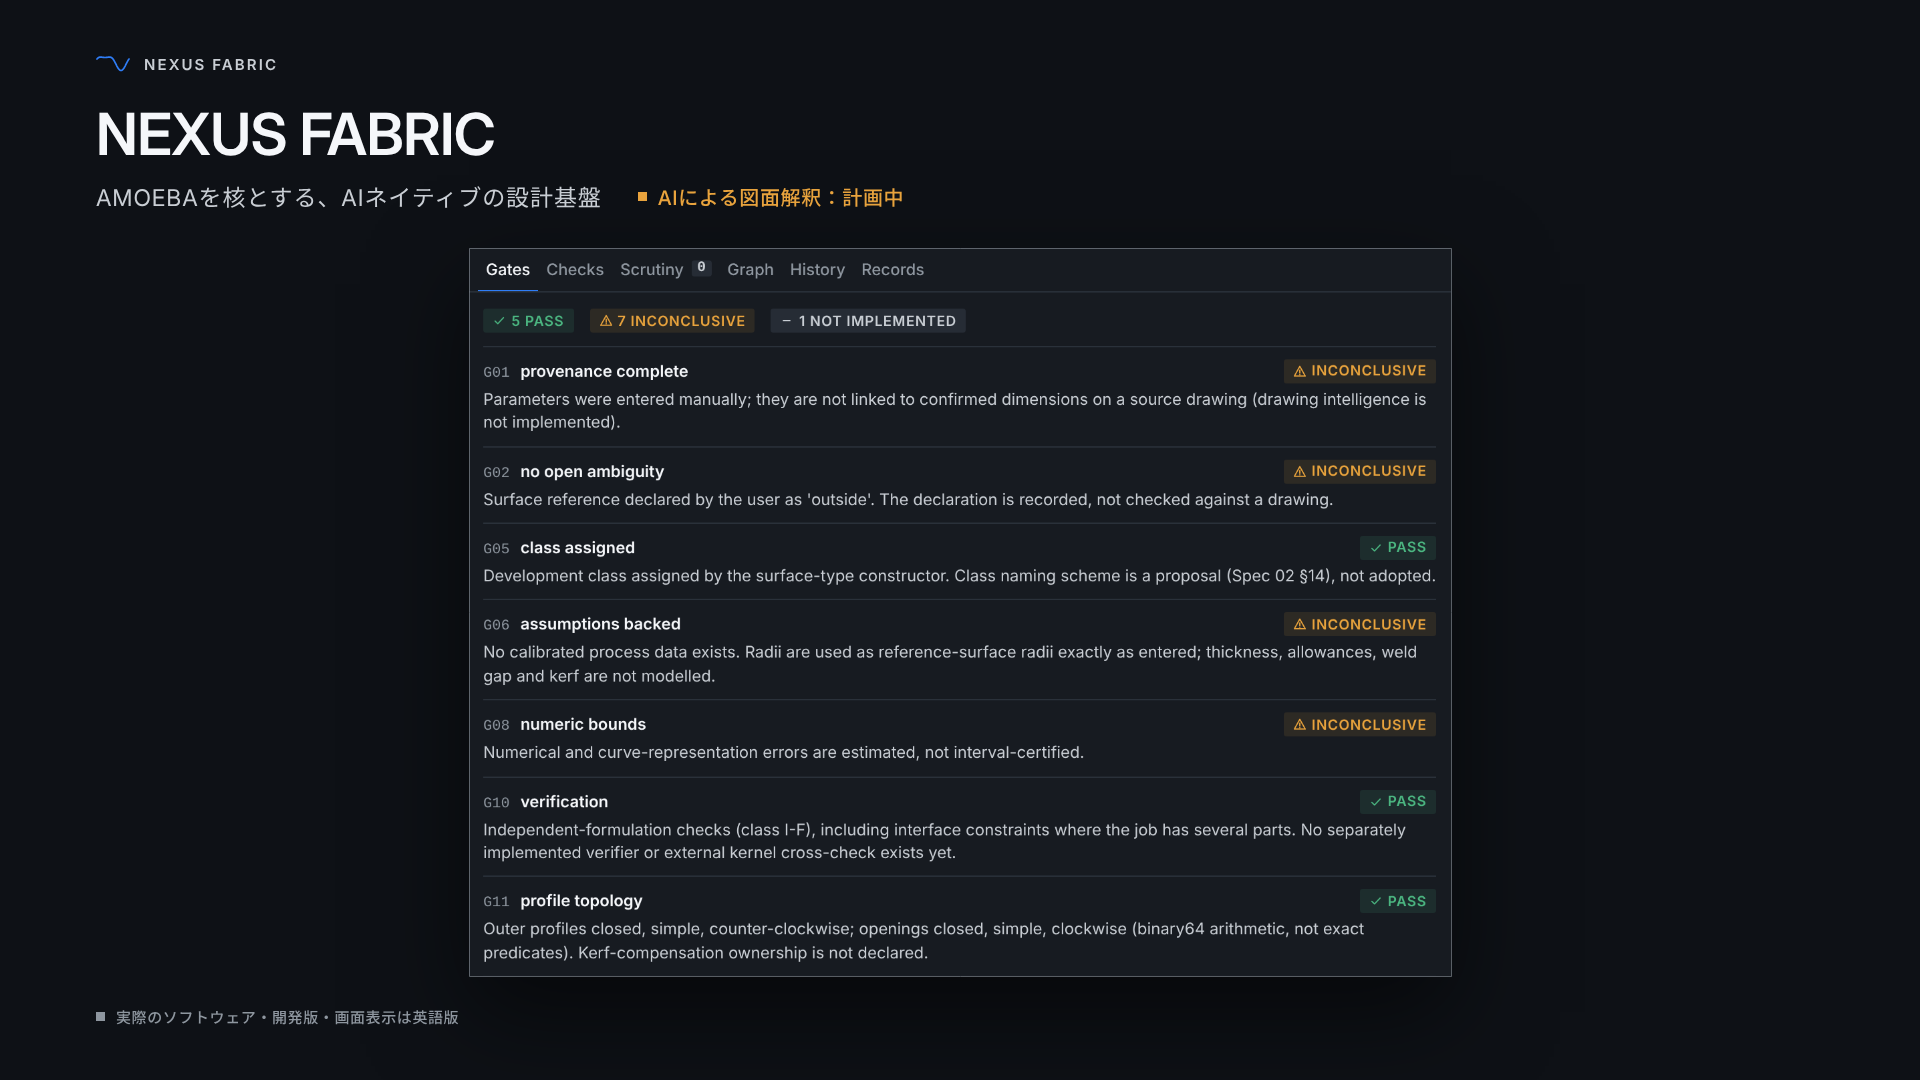 NEXUS FABRIC
NEXUS FABRIC
AMOEBAを核とする、AIネイティブの設計基盤
AIによる図面解釈：計画中
Gates Checks Scrutiny 0 Graph History Records
5 PASS 7 INCONCLUSIVE – 1 NOT IMPLEMENTED
G01 provenance complete INCONCLUSIVE
Parameters were entered manually; they are not linked to confirmed dimensions on a source drawing (drawing intelligence is
not implemented).
G02 no open ambiguity INCONCLUSIVE
Surface reference declared by the user as 'outside'. The declaration is recorded, not checked against a drawing.
G05 class assigned PASS
Development class assigned by the surface-type constructor. Class naming scheme is a proposal (Spec 02 §14), not adopted.
G06 assumptions backed INCONCLUSIVE
No calibrated process data exists. Radii are used as reference-surface radii exactly as entered; thickness, allowances, weld
gap and kerf are not modelled.
G08 numeric bounds INCONCLUSIVE
Numerical and curve-representation errors are estimated, not interval-certified.
G10 verification PASS
Independent-formulation checks (class I-F), including interface constraints where the job has several parts. No separately
implemented verifier or external kernel cross-check exists yet.
G11 profile topology PASS
Outer profiles closed, simple, counter-clockwise; openings closed, simple, clockwise (binary64 arithmetic, not exact
predicates). Kerf-compensation ownership is not declared.
実際のソフトウェア・開発版・画面表示は英語版